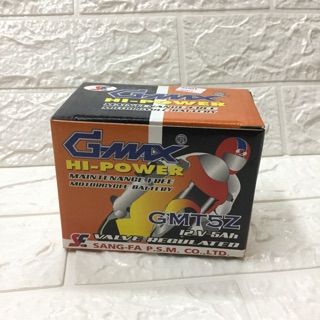 G-MAX®
HI-POWER
MAINTENANCE FREE
MOTORCYCLE BATTERY
GMT5Z
12V-5Ah
VALVE REGULATED
SANG-FA P.S.M. CO., LTD.